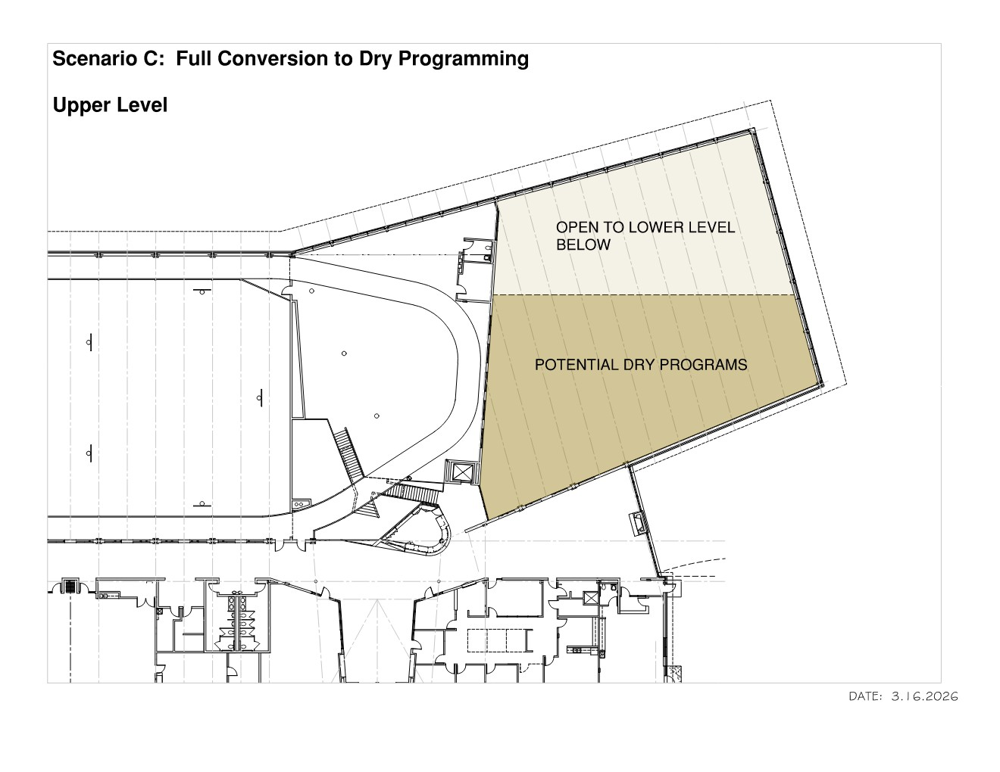 Scenario C:  Full Conversion to Dry Programming
Upper Level
OPEN TO LOWER LEVEL
BELOW
POTENTIAL DRY PROGRAMS
DATE:  3.16.2026